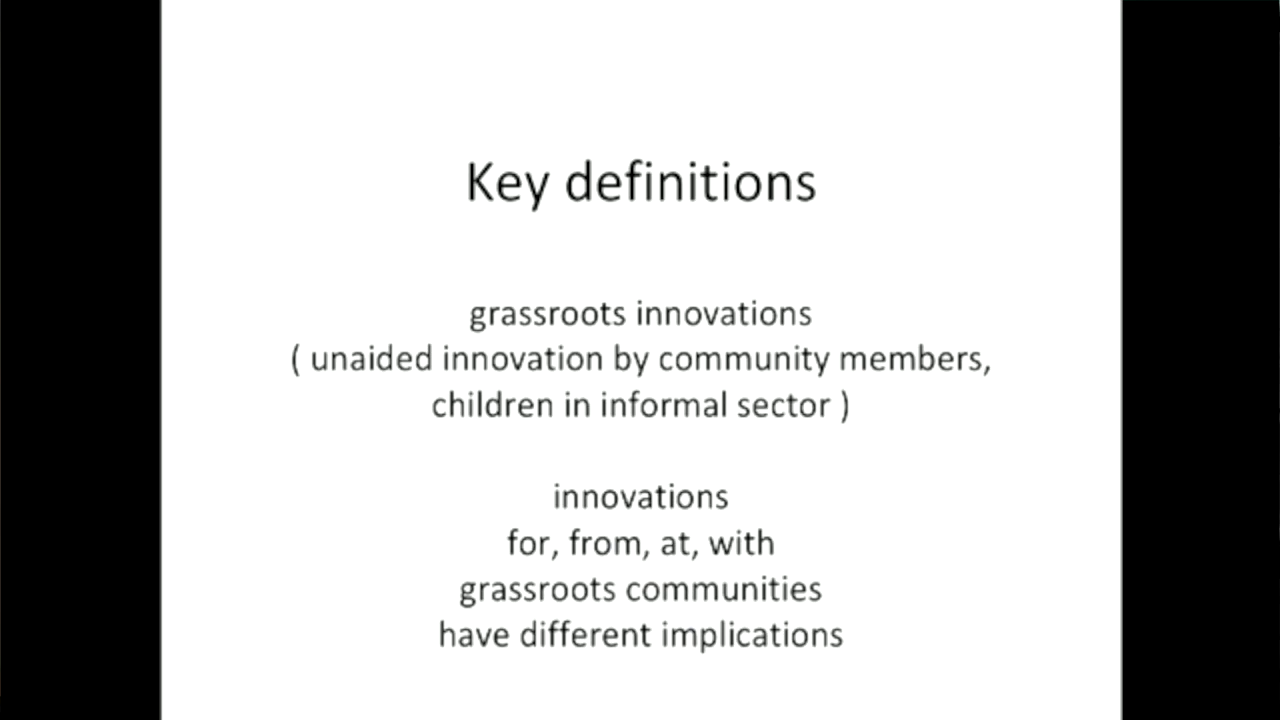 Key definitions
grassroots innovations
( unaided innovation by community members,
children in informal sector )
innovations
for, from, at, with
grassroots communities
have different implications